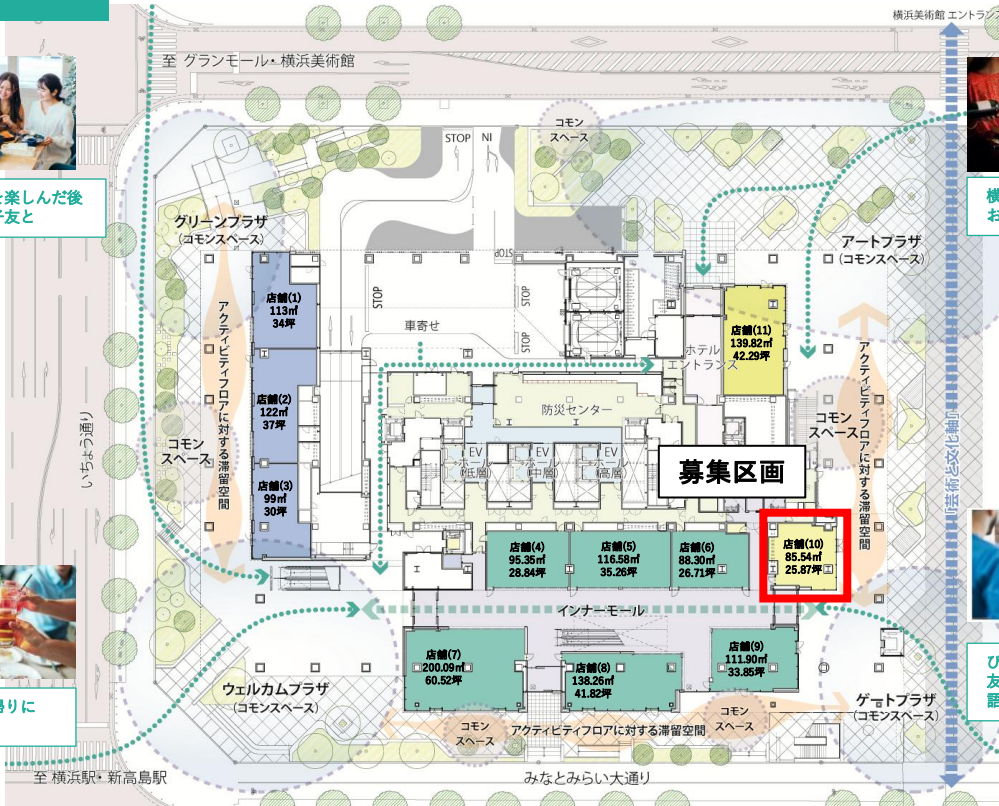 横浜美術館 エントランス
至 グランモール・横浜美術館
を楽しんだ後
子友と
横
お
コモン
スペース
STOP
NI
グリーンプラザ
(コモンスペース)
アートプラザ
(コモンスペース)
STOP
STOP
STOP
STOP
車寄せ
店舗(1)
113㎡
34坪
店舗(11)
139.82㎡
42.29坪
ホテル
エントランス
アクティビティフロアに対する滞留空間
アクティビティフロアに対する滞留空間
店舗(2)
122㎡
37坪
防災センター
コモン
スペース
コモン
スペース
いちょう通り
「芸術と文化軸」
EV
ホール
(低層)
EV
ホール
(中層)
EV
ホール
(高層)
募集区画
店舗(3)
99㎡
30坪
店舗(4)
95.35㎡
28.84坪
店舗(5)
116.58㎡
35.26坪
店舗(6)
88.30㎡
26.71坪
店舗(10)
85.54㎡
25.87坪
インナーモール
店舗(7)
200.09㎡
60.52坪
店舗(8)
138.26㎡
41.82坪
店舗(9)
111.90㎡
33.85坪
ウェルカムプラザ
(コモンスペース)
ゲートプラザ
(コモンスペース)
コモン
スペース
アクティビティフロアに対する滞留空間
コモン
スペース
帰りに
ひ
友
語
至 横浜駅・新高島駅
みなとみらい大通り